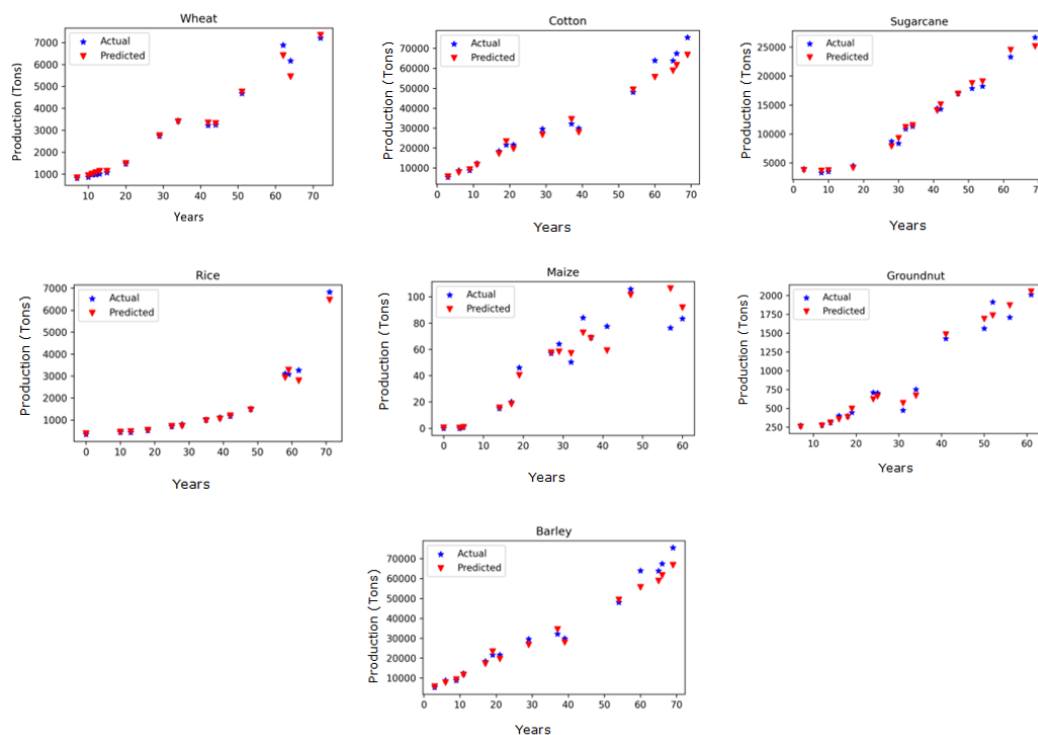 Wheat
Actual
Predicted
Production (Tons)
7000
6000
5000
4000
3000
2000
1000
10 20 30 40 50 60 70
Years
Cotton
Actual
Predicted
Production (Tons)
70000
60000
50000
40000
30000
20000
10000
0 10 20 30 40 50 60 70
Years
Sugarcane
Actual
Predicted
Production (Tons)
25000
20000
15000
10000
5000
0 10 20 30 40 50 60 70
Years
Rice
Actual
Predicted
Production (Tons)
7000
6000
5000
4000
3000
2000
1000
0
0 10 20 30 40 50 60 70
Years
Maize
Actual
Predicted
Production (Tons)
100
80
60
40
20
0
0 10 20 30 40 50 60
Years
Groundnut
Actual
Predicted
Production (Tons)
2000
1750
1500
1250
1000
750
500
250
10 20 30 40 50 60
Years
Barley
Actual
Predicted
Production (Tons)
70000
60000
50000
40000
30000
20000
10000
0 10 20 30 40 50 60 70
Years